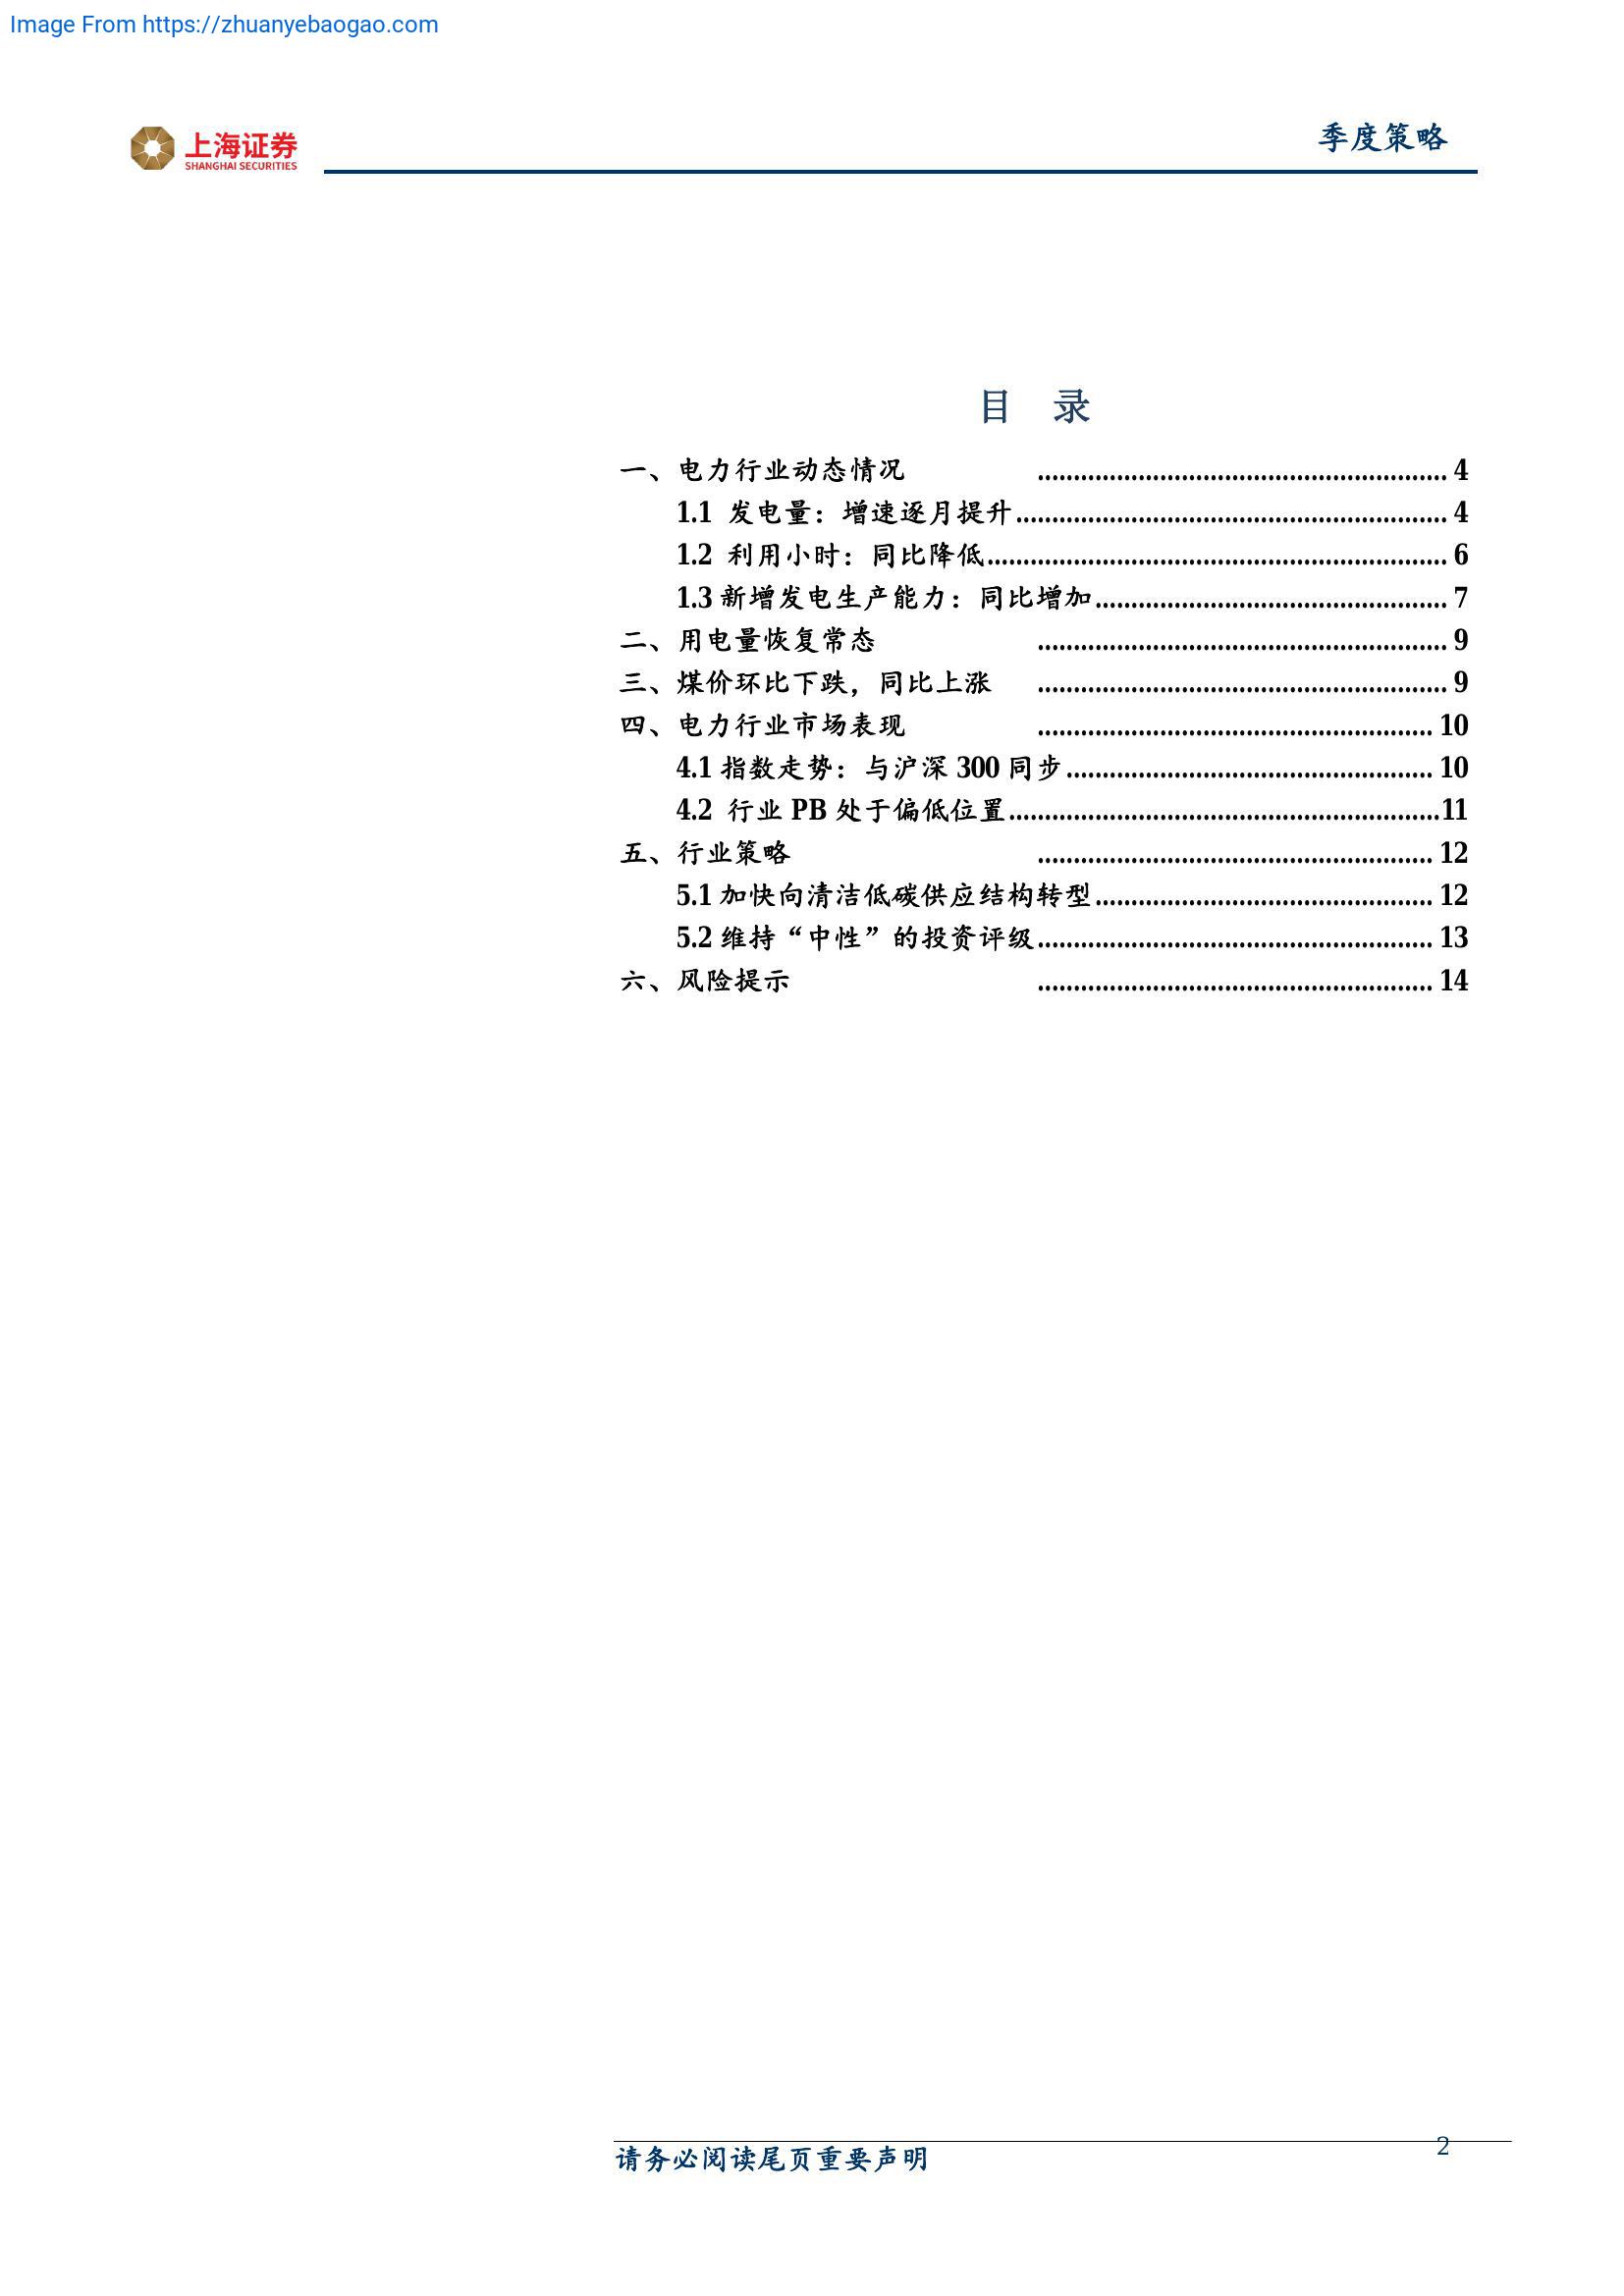 Image From https://zhuanyebaogao.com
上海证券
SHANGHAI SECURITIES
季度策略
目 录
一、电力行业动态情况 ........................................................ 4
1.1 发电量：增速逐月提升........................................................... 4
1.2 利用小时：同比降低............................................................... 6
1.3 新增发电生产能力：同比增加................................................ 7
二、用电量恢复常态 ........................................................ 9
三、煤价环比下跌，同比上涨 ........................................................ 9
四、电力行业市场表现 ...................................................... 10
4.1 指数走势：与沪深 300 同步.................................................. 10
4.2 行业 PB 处于偏低位置...........................................................11
五、行业策略 ...................................................... 12
5.1 加快向清洁低碳供应结构转型.............................................. 12
5.2 维持“中性”的投资评级...................................................... 13
六、风险提示 ...................................................... 14
请务必阅读尾页重要声明
2